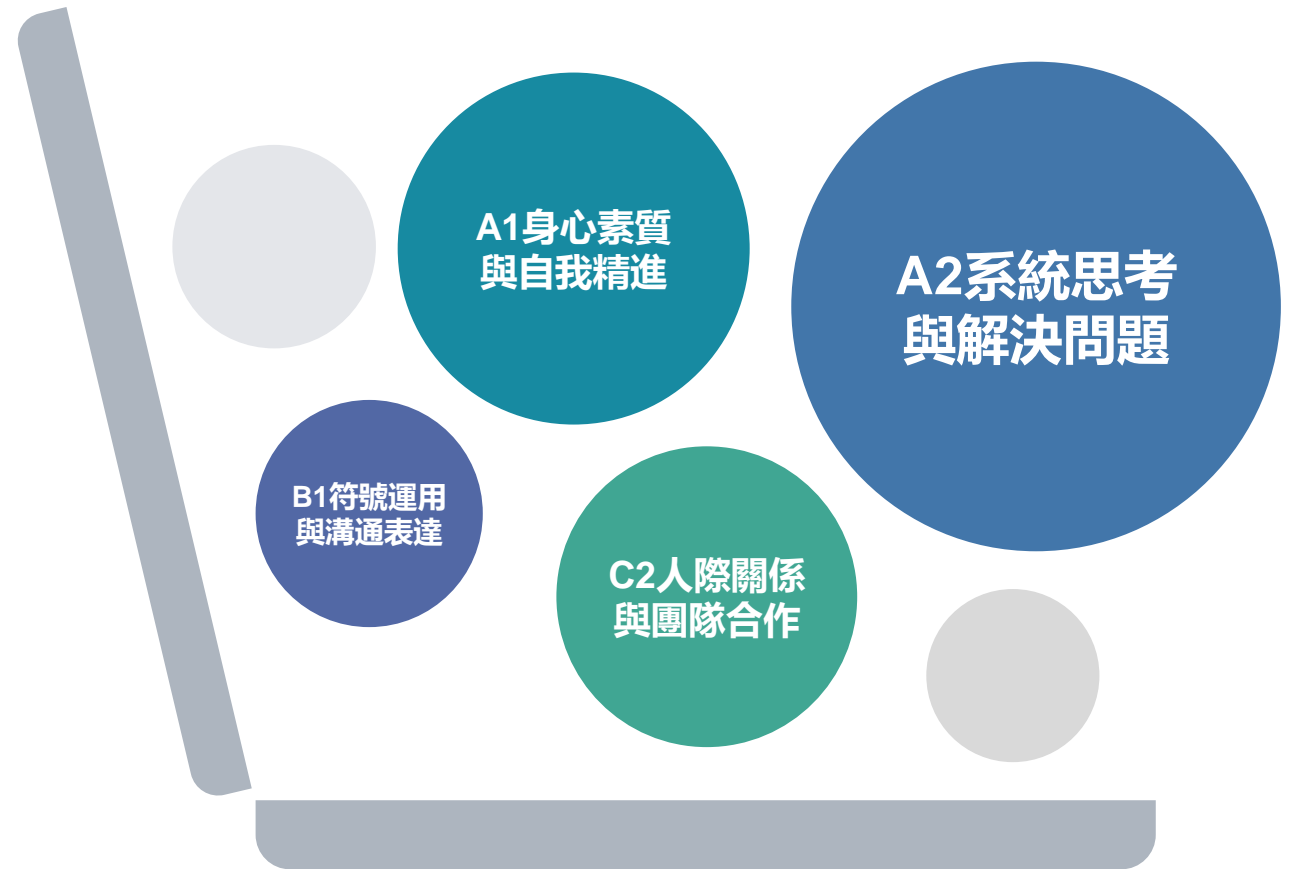 A1身心素質
與自我精進
A2系統思考
與解決問題
B1符號運用
與溝通表達
C2人際關係
與團隊合作